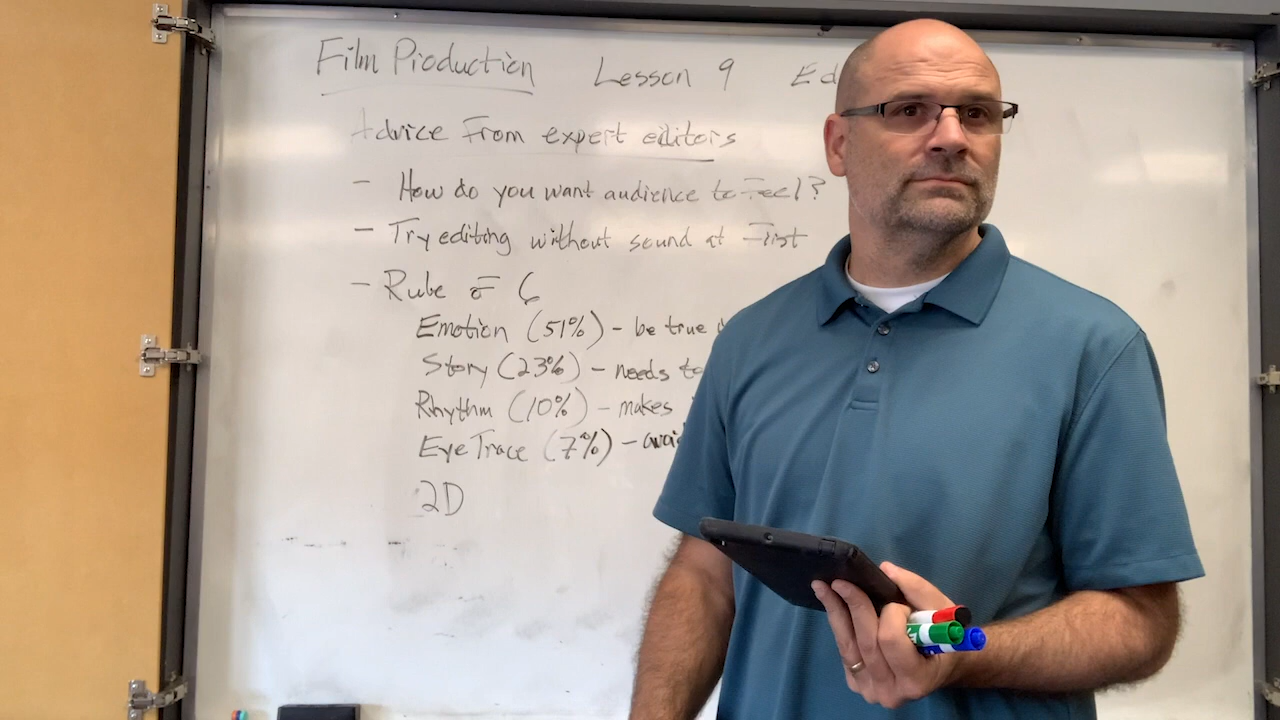 Film Production Lesson 9 Ed
Advice From expert editors
- How do you want audience to Feel?
- Try editing without sound at First
- Rule of 6
Emotion (51%) - be true
Story (23%) - needs to
Rhythm (10%) - makes
Eye Trace (7%) - avoid
2D